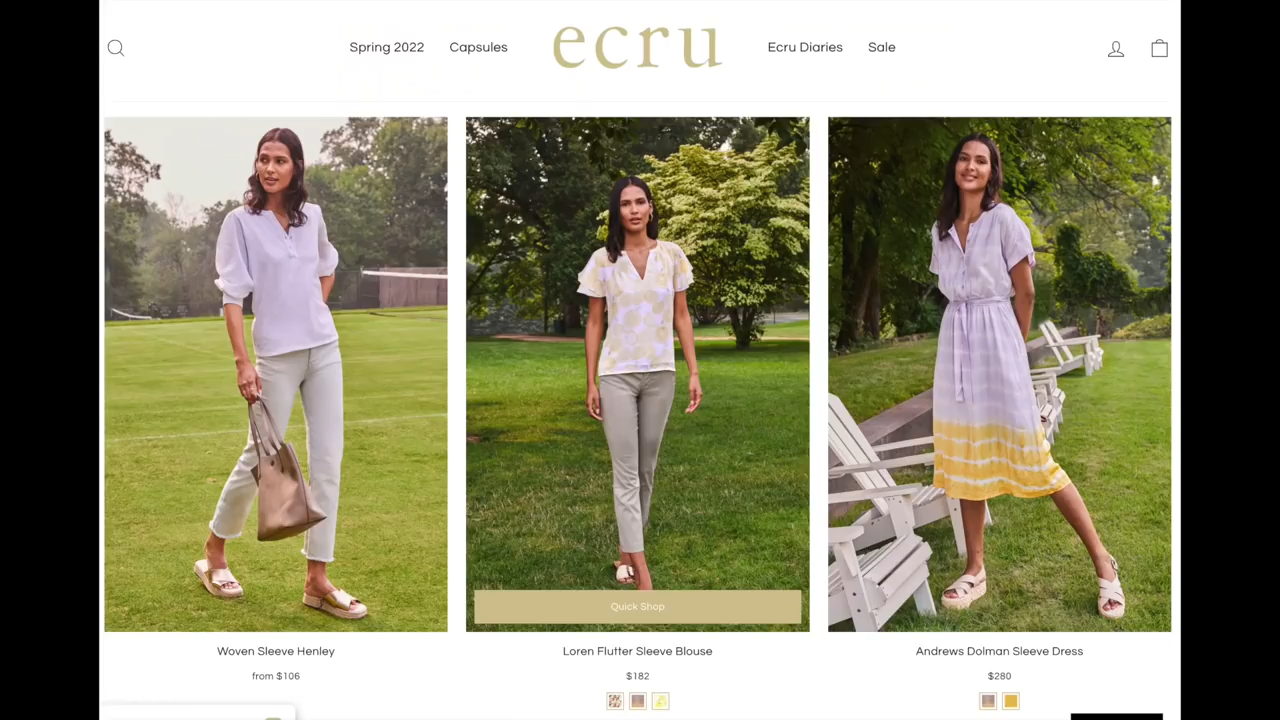 Spring 2022 Capsules ecru Ecru Diaries Sale
Quick Shop
Woven Sleeve Henley
from $106
Loren Flutter Sleeve Blouse
$182
Andrews Dolman Sleeve Dress
$280